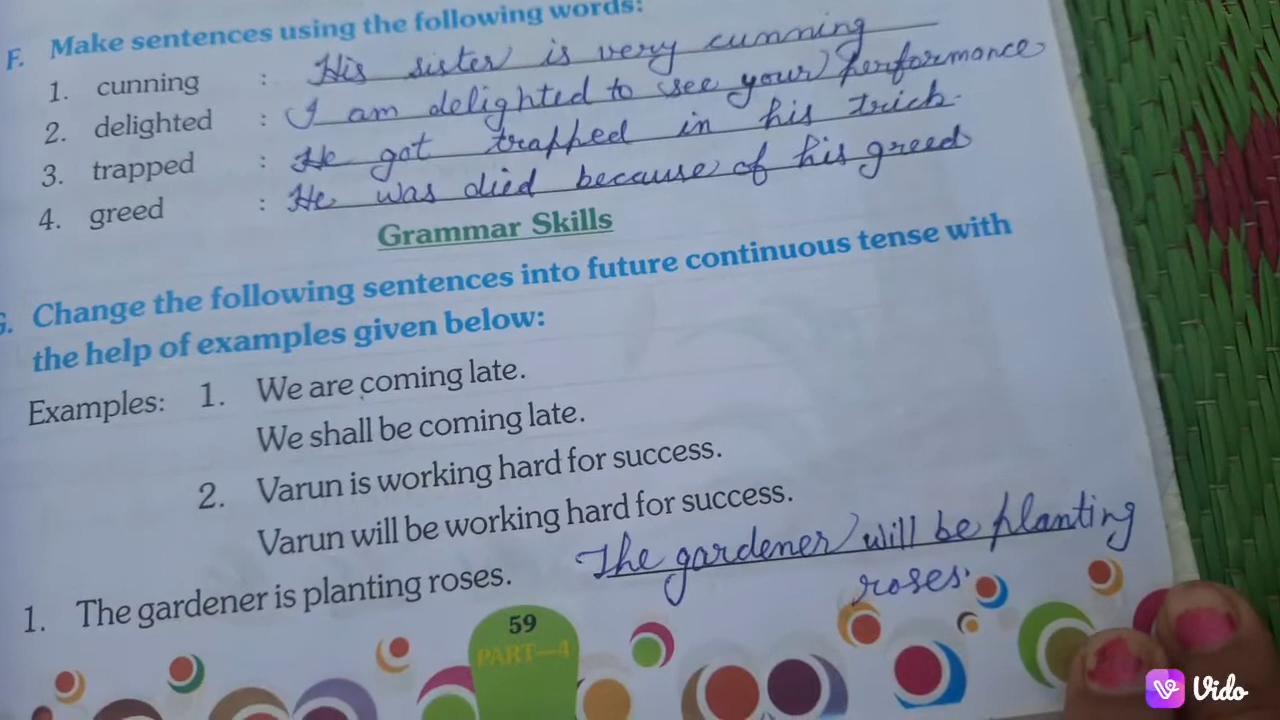 F. Make sentences using the following words:
1. cunning : His sister is very cunning
2. delighted : I am delighted to see your performance
3. trapped : He got trapped in his trick.
4. greed : He was died because of his greed
Grammar Skills
G. Change the following sentences into future continuous tense with
the help of examples given below:
Examples: 1. We are coming late.
We shall be coming late.
2. Varun is working hard for success.
Varun will be working hard for success.
1. The gardener is planting roses. The gardener will be planting
roses.
59
PART—4
Vido